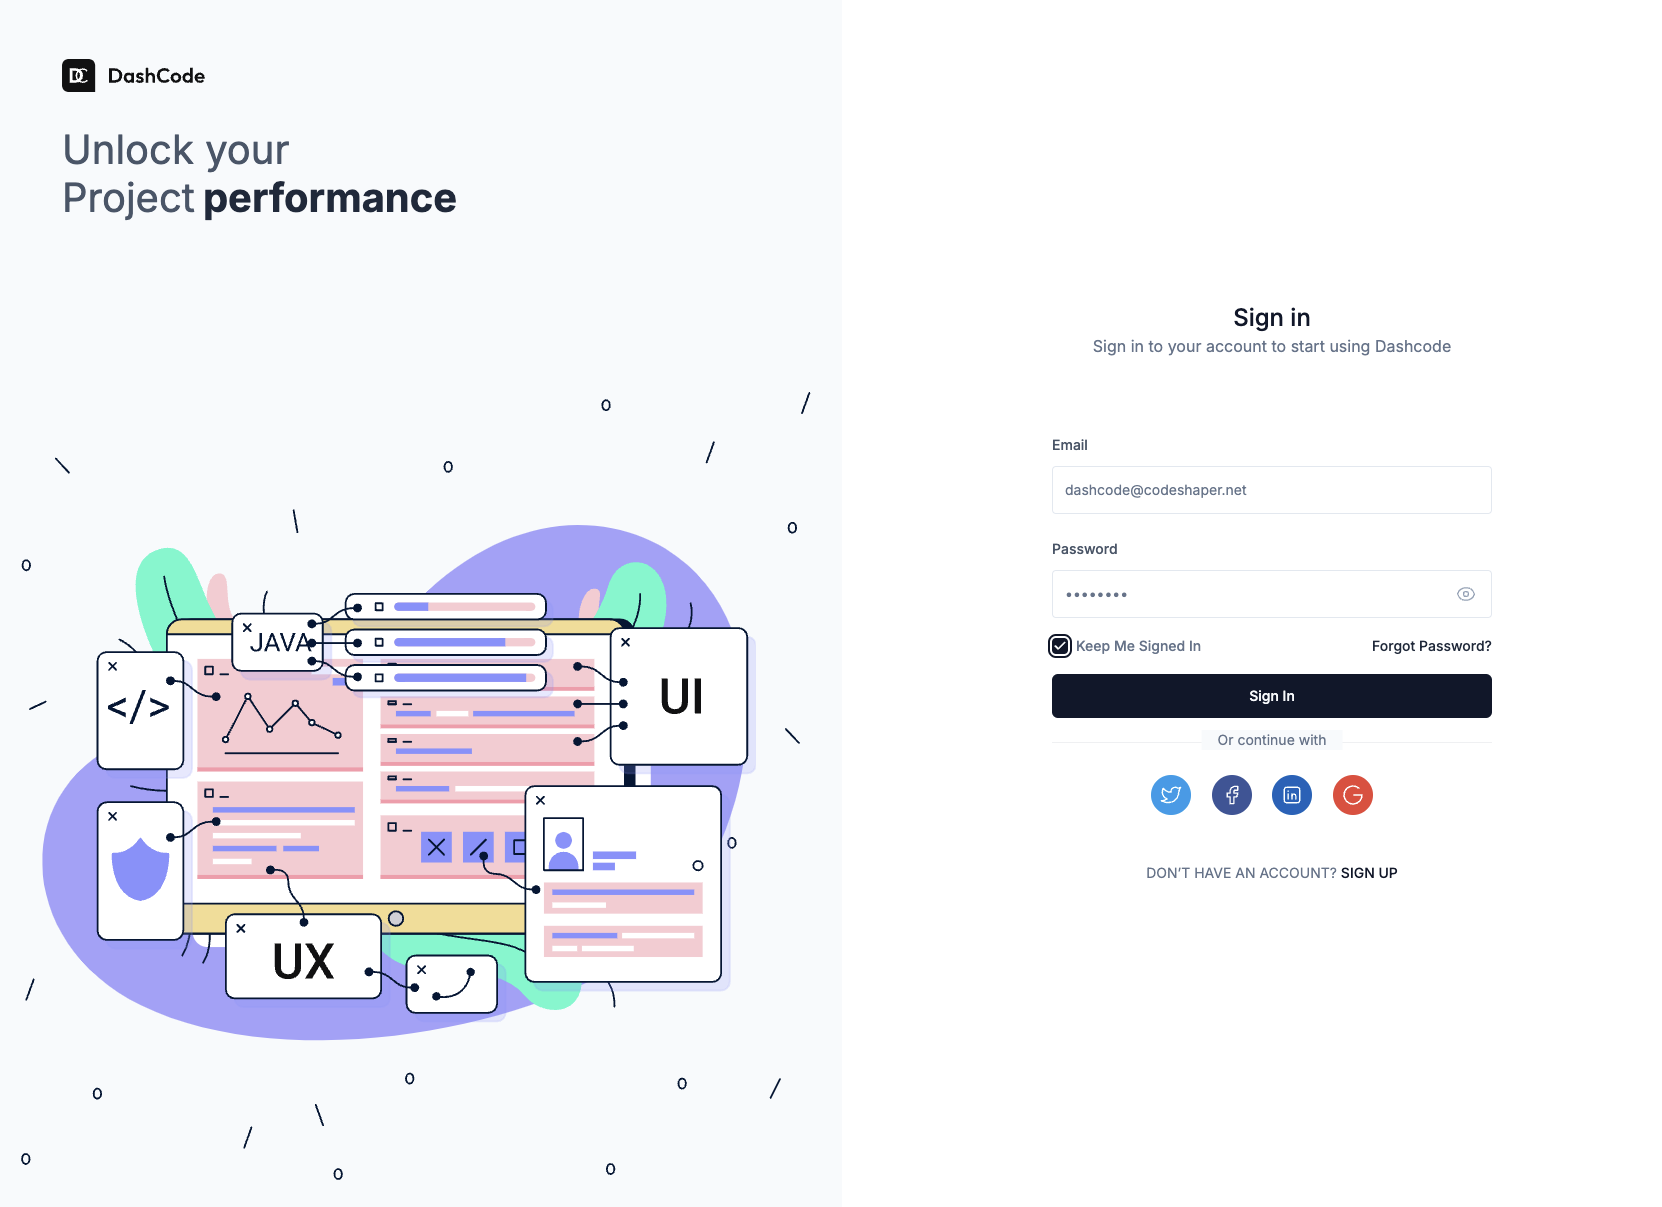 DC DashCode
Unlock your
Project performance
JAVA
</>
UI
UX
Sign in
Sign in to your account to start using Dashcode
Email
dashcode@codeshaper.net
Password
••••••••
Keep Me Signed In
Forgot Password?
Sign In
Or continue with
in
DON'T HAVE AN ACCOUNT? SIGN UP